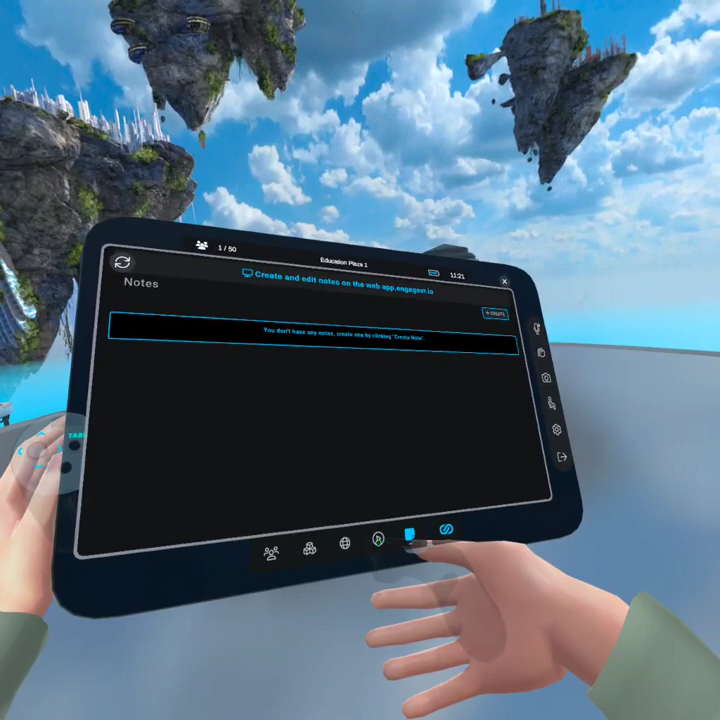 1 / 50
Education Plaza 1
11:21
Create and edit notes on the web app.engagevr.io
Notes
+ CREATE
You don't have any notes, create one by clicking "Create Note".